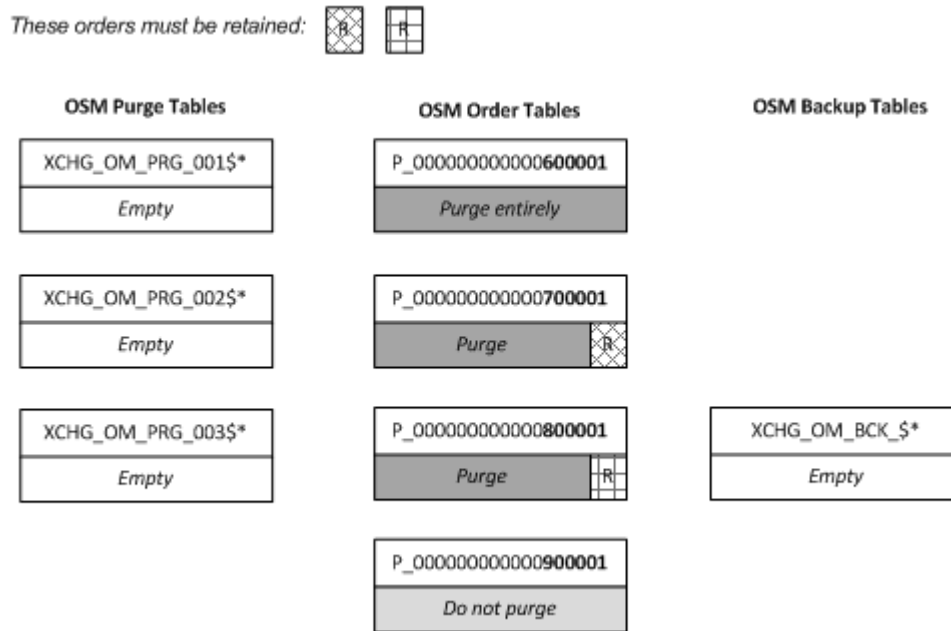 These orders must be retained: R R
OSM Purge Tables OSM Order Tables OSM Backup Tables
XCHG_OM_PRG_001$* P_000000000000600001
Empty Purge entirely
XCHG_OM_PRG_002$* P_000000000000700001
Empty Purge R
XCHG_OM_PRG_003$* P_000000000000800001 XCHG_OM_BCK_$*
Empty Purge R Empty
P_000000000000900001
Do not purge